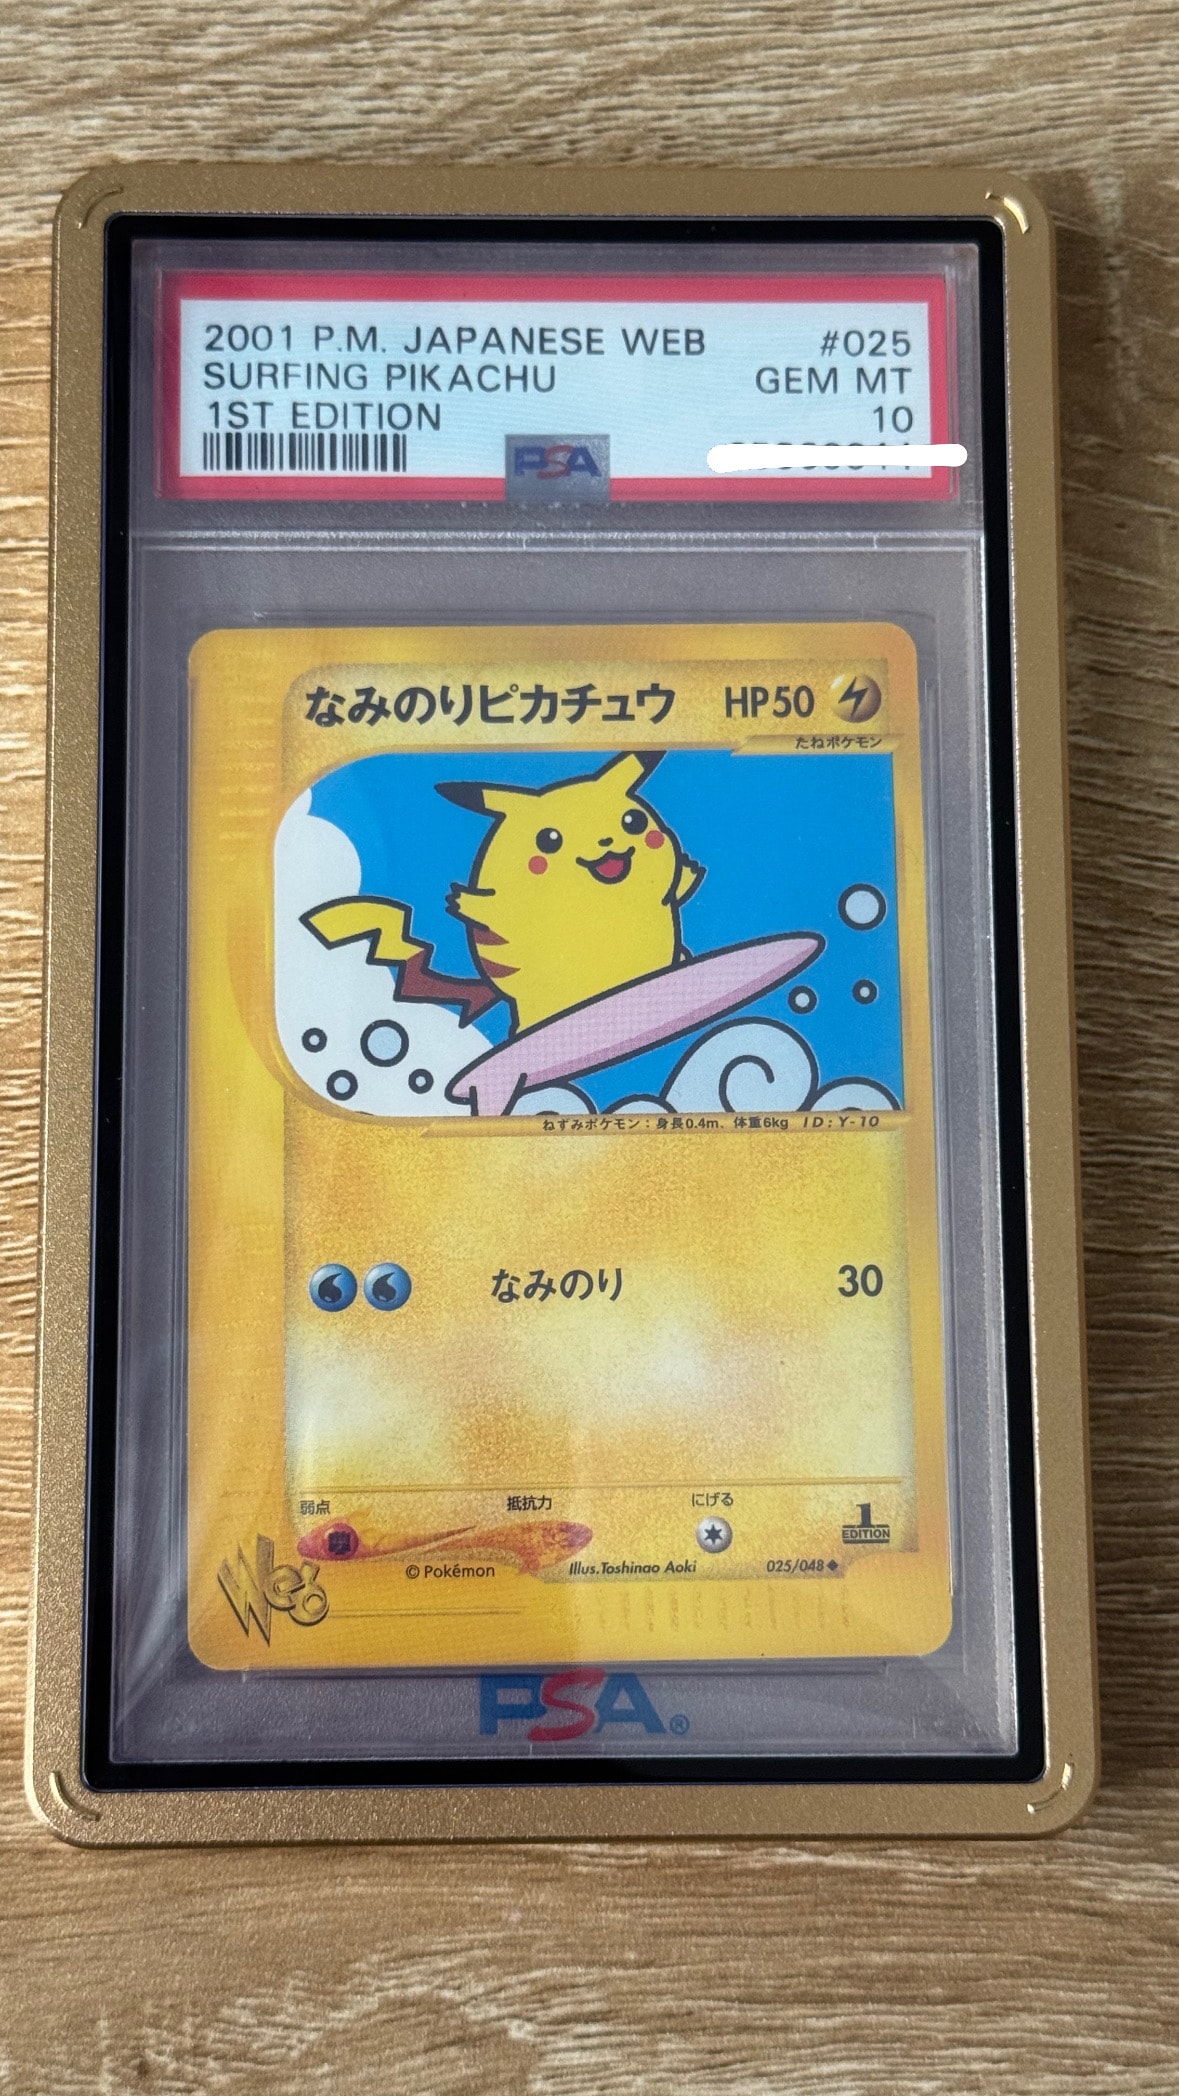 2001 P.M. JAPANESE WEB #025
SURFING PIKACHU GEM MT
1ST EDITION 10
PSA
なみのりピカチュウ HP50
たねポケモン
ねずみポケモン:身長0.4m、体重6kg ID:Y-10
なみのり 30
弱点 抵抗力 にげる
1
EDITION
Web
©Pokémon Illus.Toshinao Aoki 025/048◆
PSA®